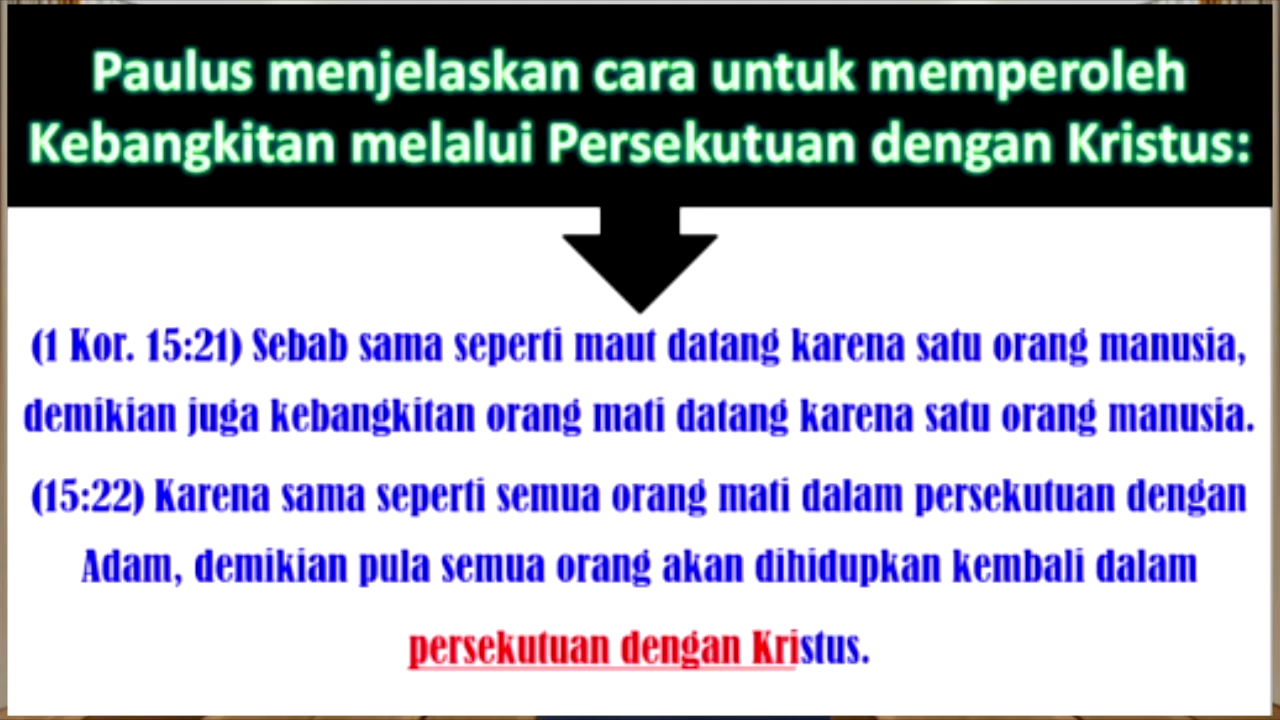 Paulus menjelaskan cara untuk memperoleh
Kebangkitan melalui Persekutuan dengan Kristus:
(1 Kor. 15:21) Sebab sama seperti maut datang karena satu orang manusia,
demikian juga kebangkitan orang mati datang karena satu orang manusia.
(15:22) Karena sama seperti semua orang mati dalam persekutuan dengan
Adam, demikian pula semua orang akan dihidupkan kembali dalam
persekutuan dengan Kristus.